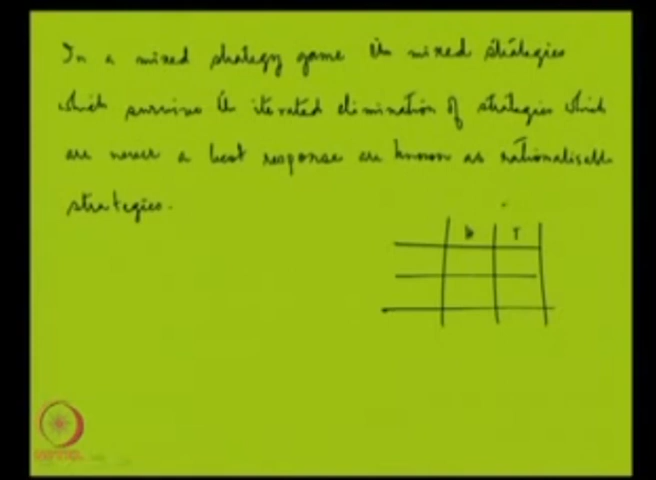 In a mixed strategy game the mixed strategies
which survives the iterated elimination of strategies which
are never a best response are known as rationalisable
strategies.
T